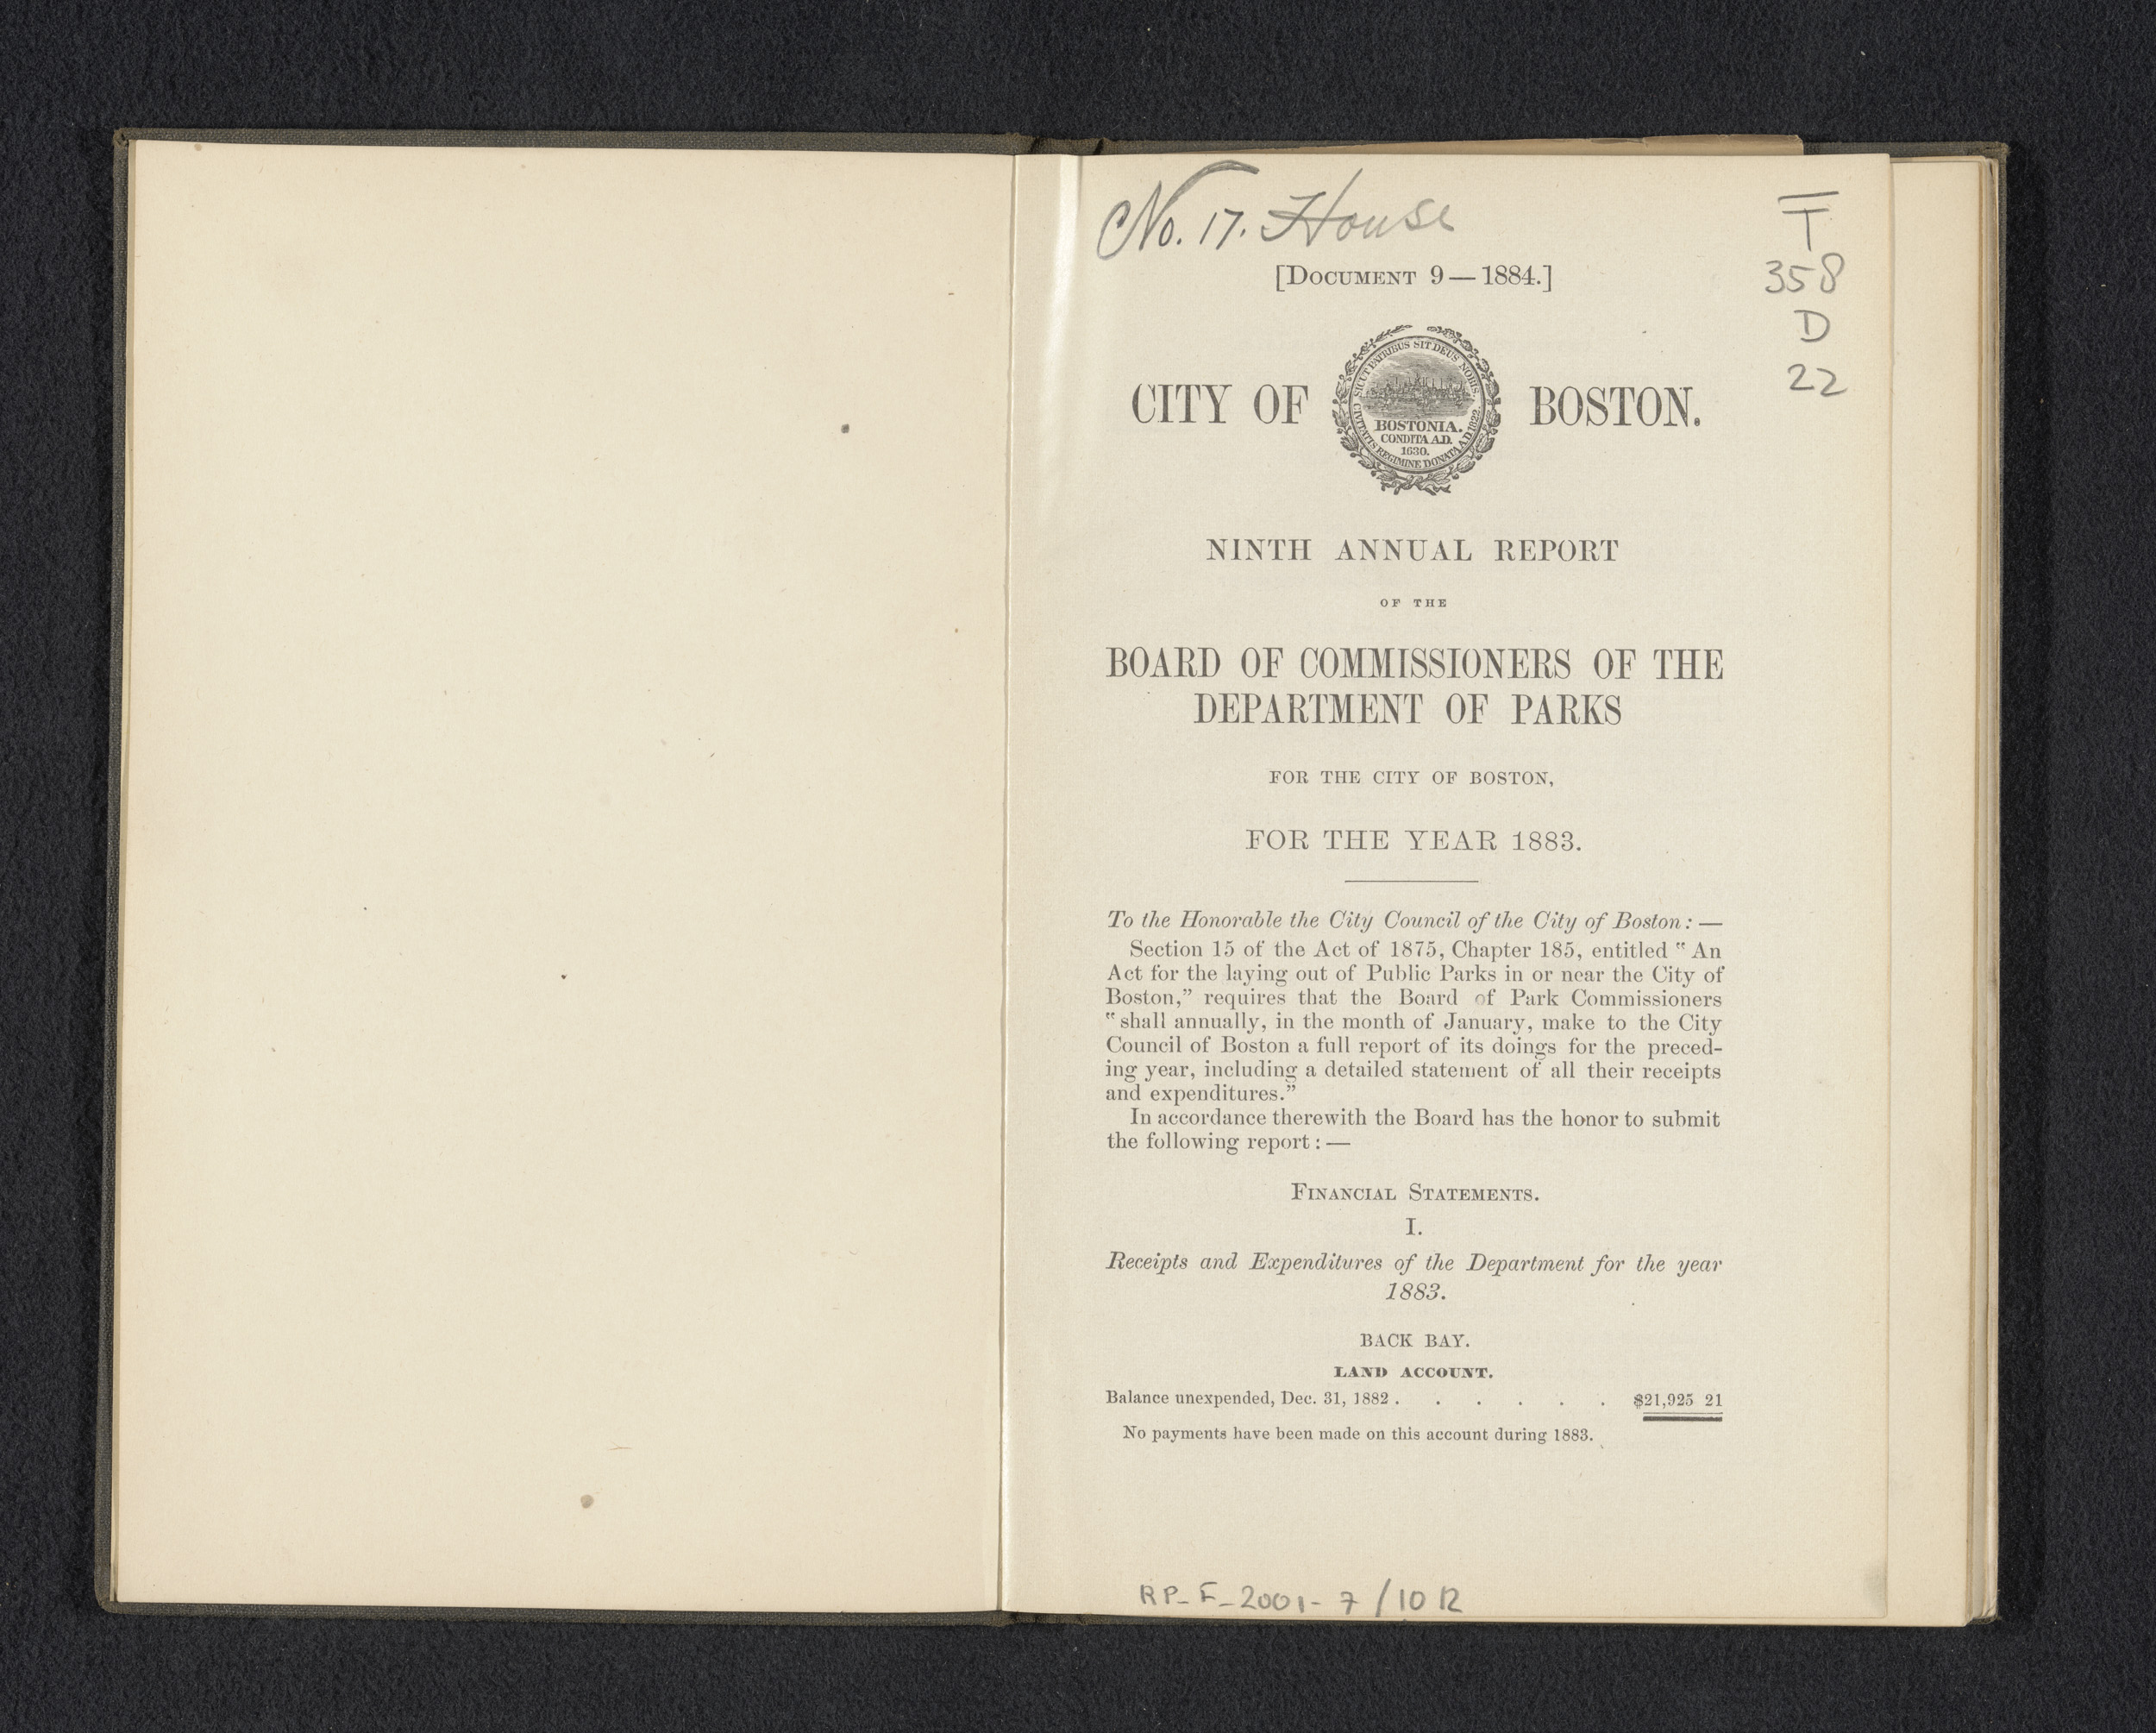 No. 17. House
T
358
D
22
[DOCUMENT 9—1884.]
CITY OF BOSTON.
SICUT PATRIBUS SIT DEUS NOBIS.
CIVITATIS REGIMINE DONATA A.D. 1822.
BOSTONIA.
CONDITA A.D.
1630.
NINTH ANNUAL REPORT
OF THE
BOARD OF COMMISSIONERS OF THE
DEPARTMENT OF PARKS
FOR THE CITY OF BOSTON,
FOR THE YEAR 1883.
To the Honorable the City Council of the City of Boston: —
Section 15 of the Act of 1875, Chapter 185, entitled “An
Act for the laying out of Public Parks in or near the City of
Boston,” requires that the Board of Park Commissioners
“shall annually, in the month of January, make to the City
Council of Boston a full report of its doings for the preced-
ing year, including a detailed statement of all their receipts
and expenditures.”
In accordance therewith the Board has the honor to submit
the following report: —
FINANCIAL STATEMENTS.
I.
Receipts and Expenditures of the Department for the year
1883.
BACK BAY.
LAND ACCOUNT.
Balance unexpended, Dec. 31, 1882 . . . . . . $21,925 21
No payments have been made on this account during 1883.
RP-F-2001-7/10 12